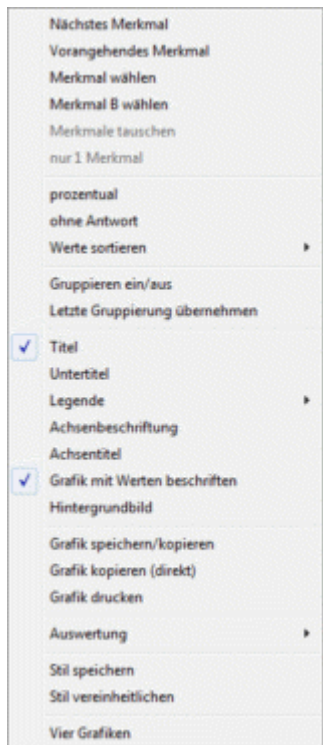 Nächstes Merkmal
Vorangehendes Merkmal
Merkmal wählen
Merkmal B wählen
Merkmale tauschen
nur 1 Merkmal
prozentual
ohne Antwort
Werte sortieren
Gruppieren ein/aus
Letzte Gruppierung übernehmen
Titel
Untertitel
Legende
Achsenbeschriftung
Achsentitel
Grafik mit Werten beschriften
Hintergrundbild
Grafik speichern/kopieren
Grafik kopieren (direkt)
Grafik drucken
Auswertung
Stil speichern
Stil vereinheitlichen
Vier Grafiken